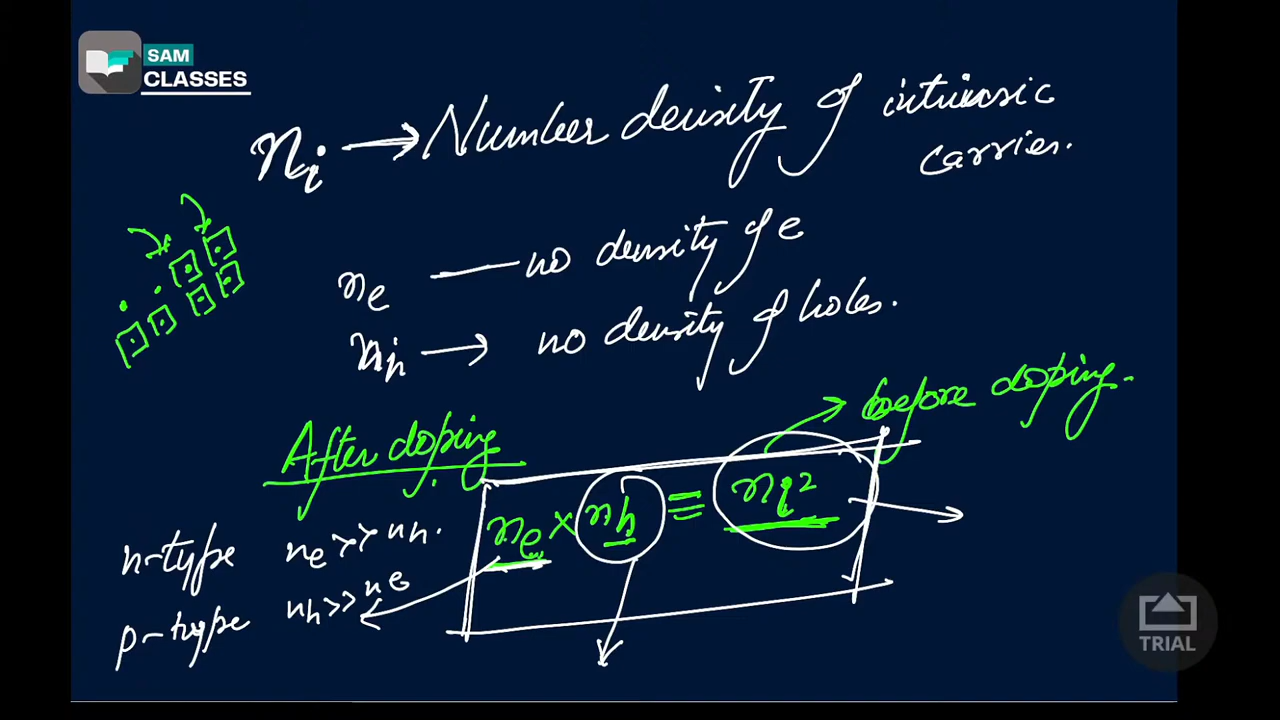 SAM
CLASSES
ni → Number density of intrinsic
carrier.
ne — no density of e
nh → no density of holes.
before doping.
After doping
ne × nh = ni²
n-type ne >> nh.
p-type nh >> ne
TRIAL